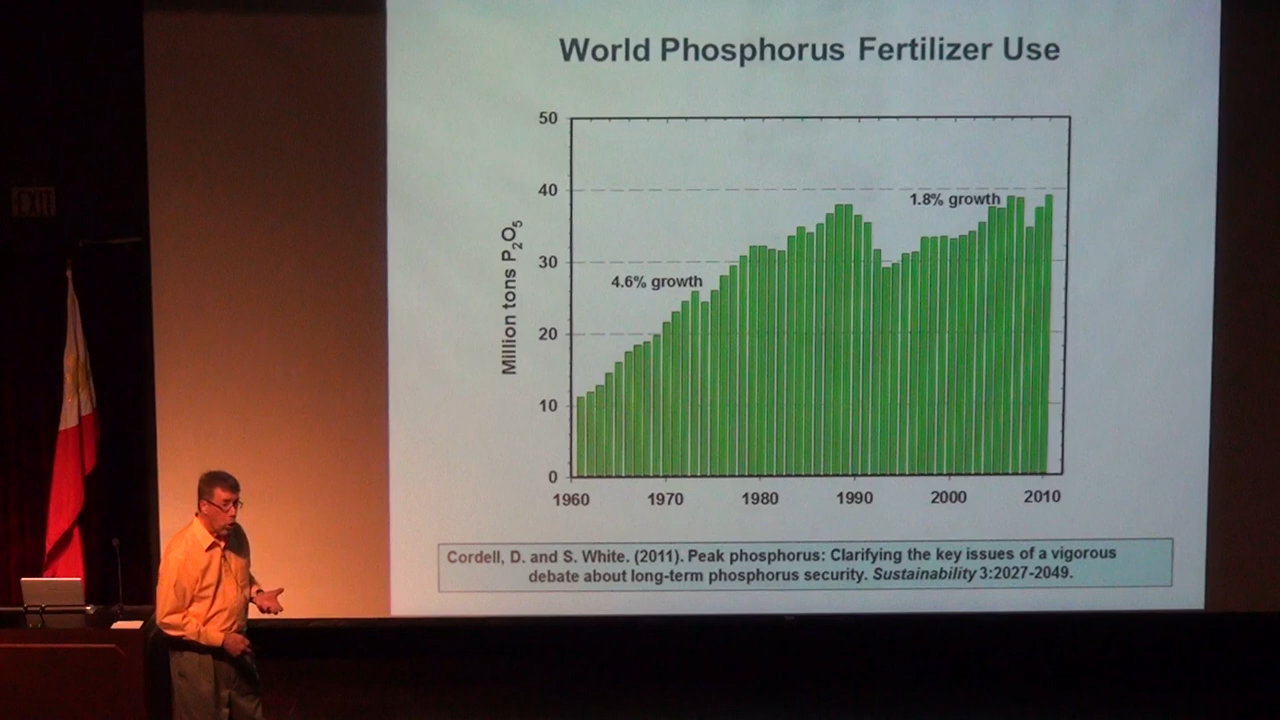 EXIT
World Phosphorus Fertilizer Use
Million tons P₂O₅
50
40
30
20
10
0
4.6% growth
1.8% growth
1960 1970 1980 1990 2000 2010
Cordell, D. and S. White. (2011). Peak phosphorus: Clarifying the key issues of a vigorous
debate about long-term phosphorus security. Sustainability 3:2027-2049.